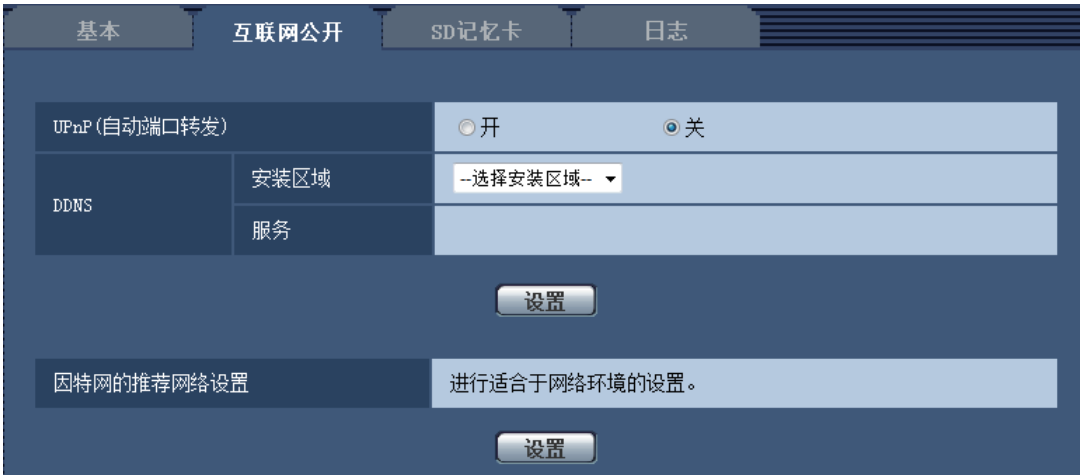 基本 互联网公开 SD记忆卡 日志
UPnP(自动端口转发) 开 关
DDNS
安装区域 --选择安装区域--
服务
设置
因特网的推荐网络设置 进行适合于网络环境的设置。
设置